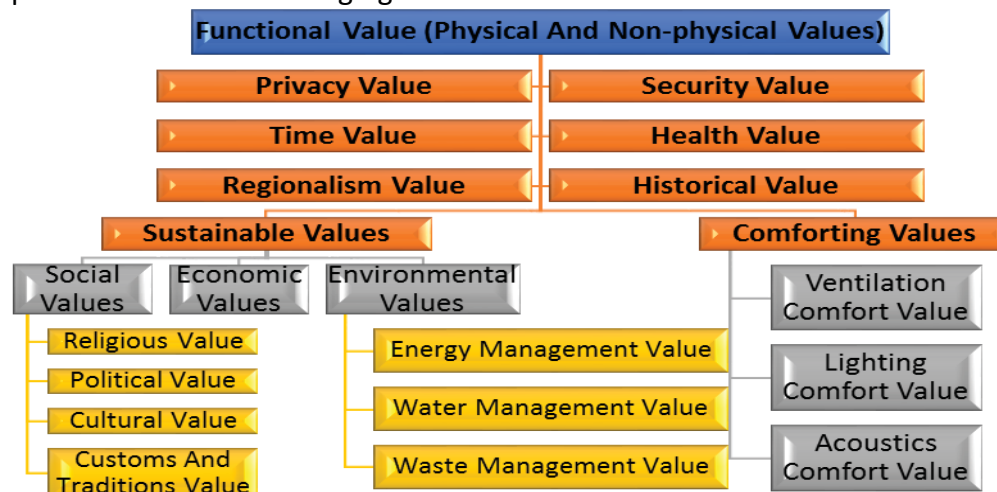 Functional Value (Physical And Non-physical Values)
Privacy Value
Security Value
Time Value
Health Value
Regionalism Value
Historical Value
Sustainable Values
Comforting Values
Social
Values
Economic
Values
Environmental
Values
Religious Value
Political Value
Cultural Value
Customs And
Traditions Value
Energy Management Value
Water Management Value
Waste Management Value
Ventilation
Comfort Value
Lighting
Comfort Value
Acoustics
Comfort Value